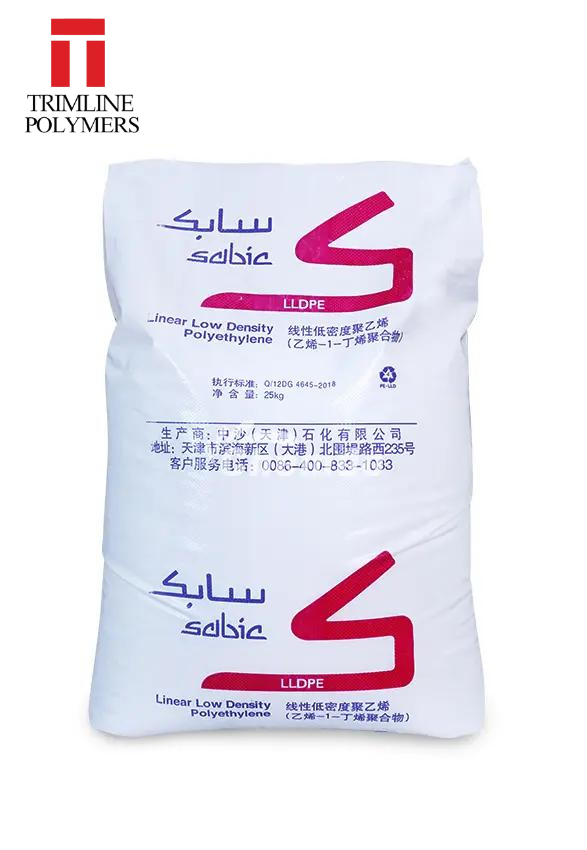 TRIMLINE
POLYMERS
سابك
sabic
LLDPE
Linear Low Density
Polyethylene
线性低密度聚乙烯
(乙烯-1-丁烯聚合物)
执行标准: Q/12DG 4645-2018
净 含 量: 25kg
PE-LLD
生 产 商: 中沙(天津)石化有限公司
地址: 天津市滨海新区(大港)北围堤路西235号
客户服务电话: 0086-400-833-1033
سابك
sabic
LLDPE
Linear Low Density
Polyethylene
线性低密度聚乙烯
(乙烯-1-丁烯聚合物)